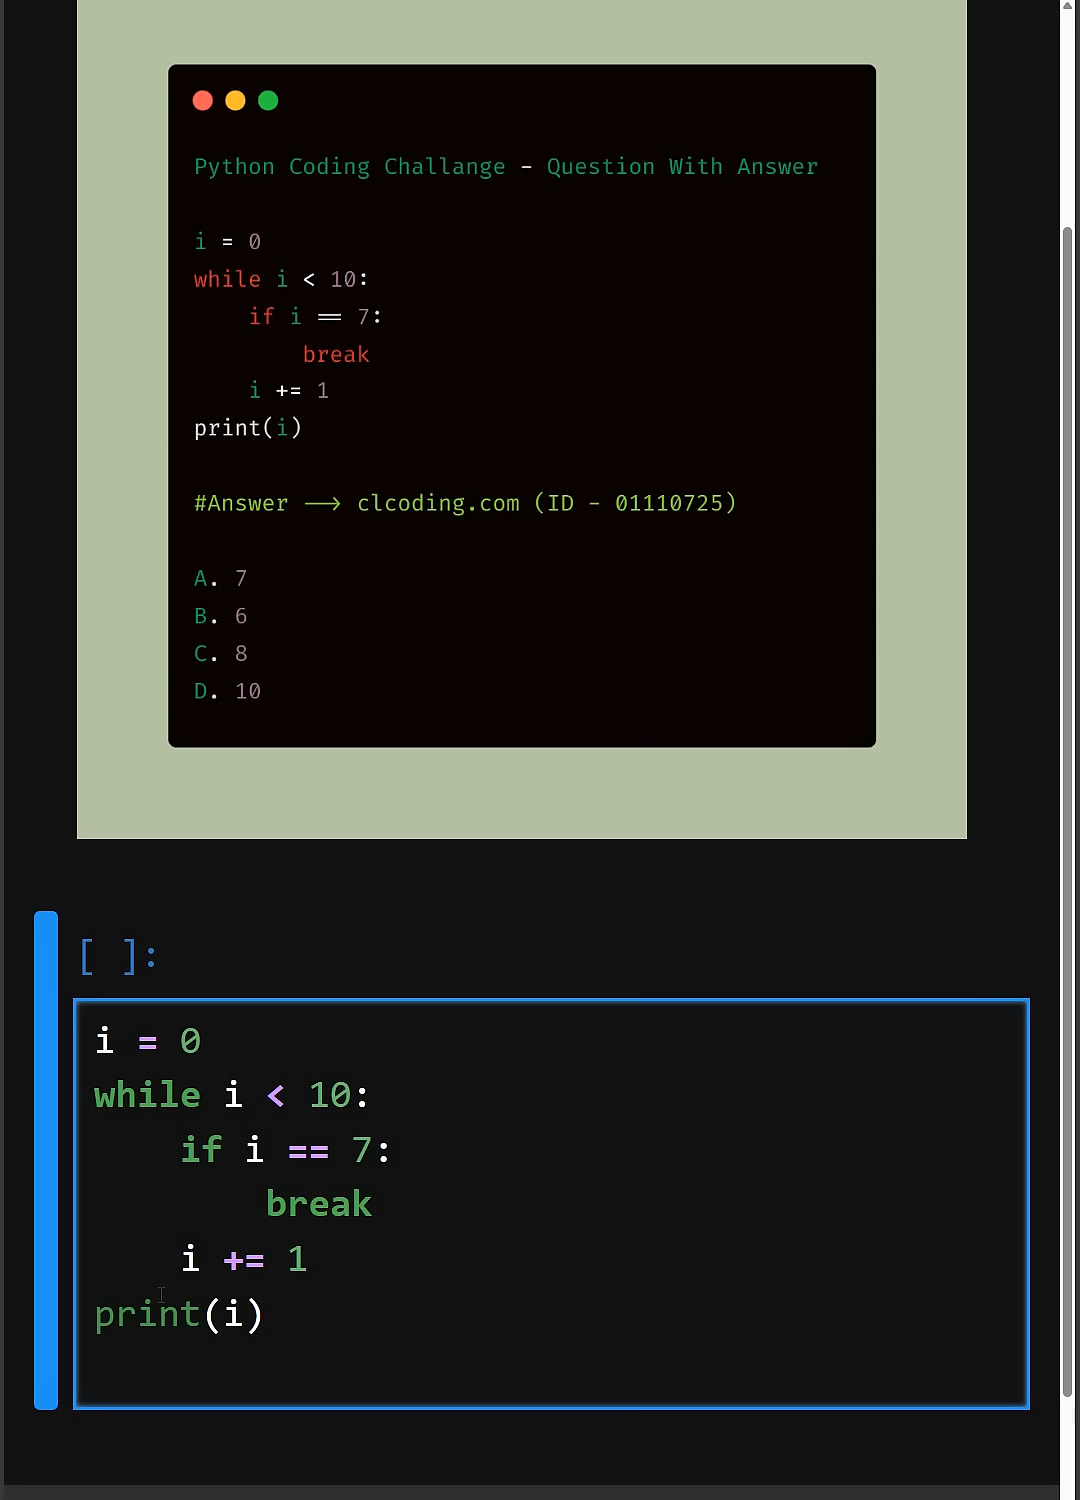 Python Coding Challange - Question With Answer
i = 0
while i < 10:
    if i == 7:
        break
    i += 1
print(i)
#Answer —> clcoding.com (ID - 01110725)
A. 7
B. 6
C. 8
D. 10
[ ]:
i = 0
while i < 10:
    if i == 7:
        break
    i += 1
print(i)